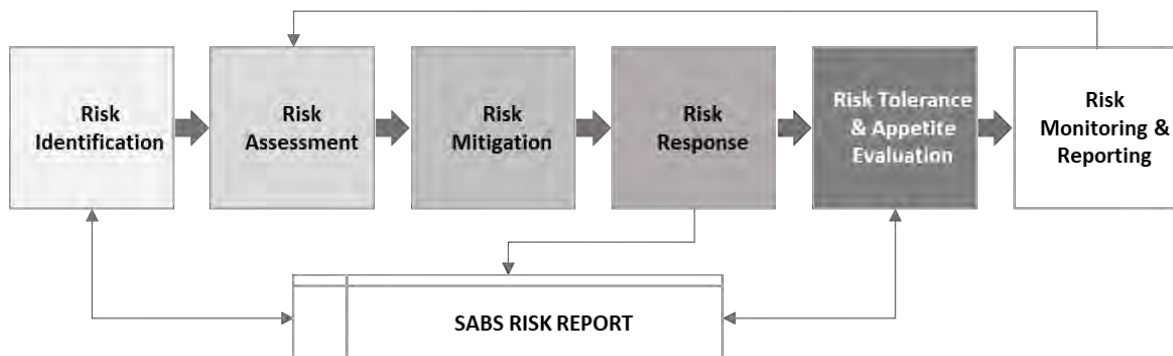 Risk
Identification
Risk
Assessment
Risk
Mitigation
Risk
Response
Risk Tolerance
& Appetite
Evaluation
Risk
Monitoring &
Reporting
SABS RISK REPORT